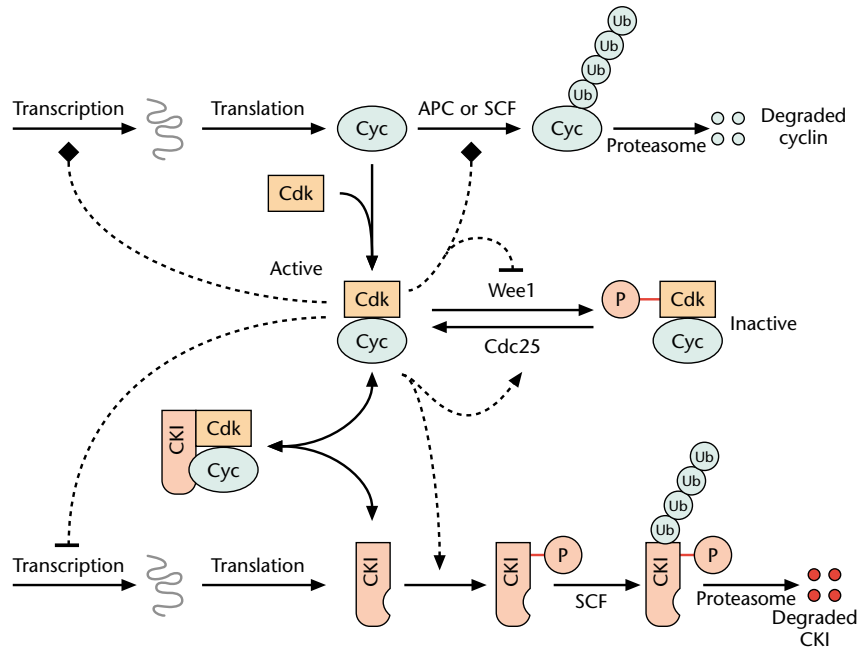 Ub
Ub
Ub
Ub
Transcription
Translation
Cyc
APC or SCF
Cyc
Proteasome
Degraded
cyclin
Cdk
Active
Cdk
Cyc
Wee1
Cdc25
P
Cdk
Cyc
Inactive
CKI
Cdk
Cyc
Ub
Ub
Ub
Ub
Transcription
Translation
CKI
CKI
P
SCF
CKI
P
Proteasome
Degraded
CKI